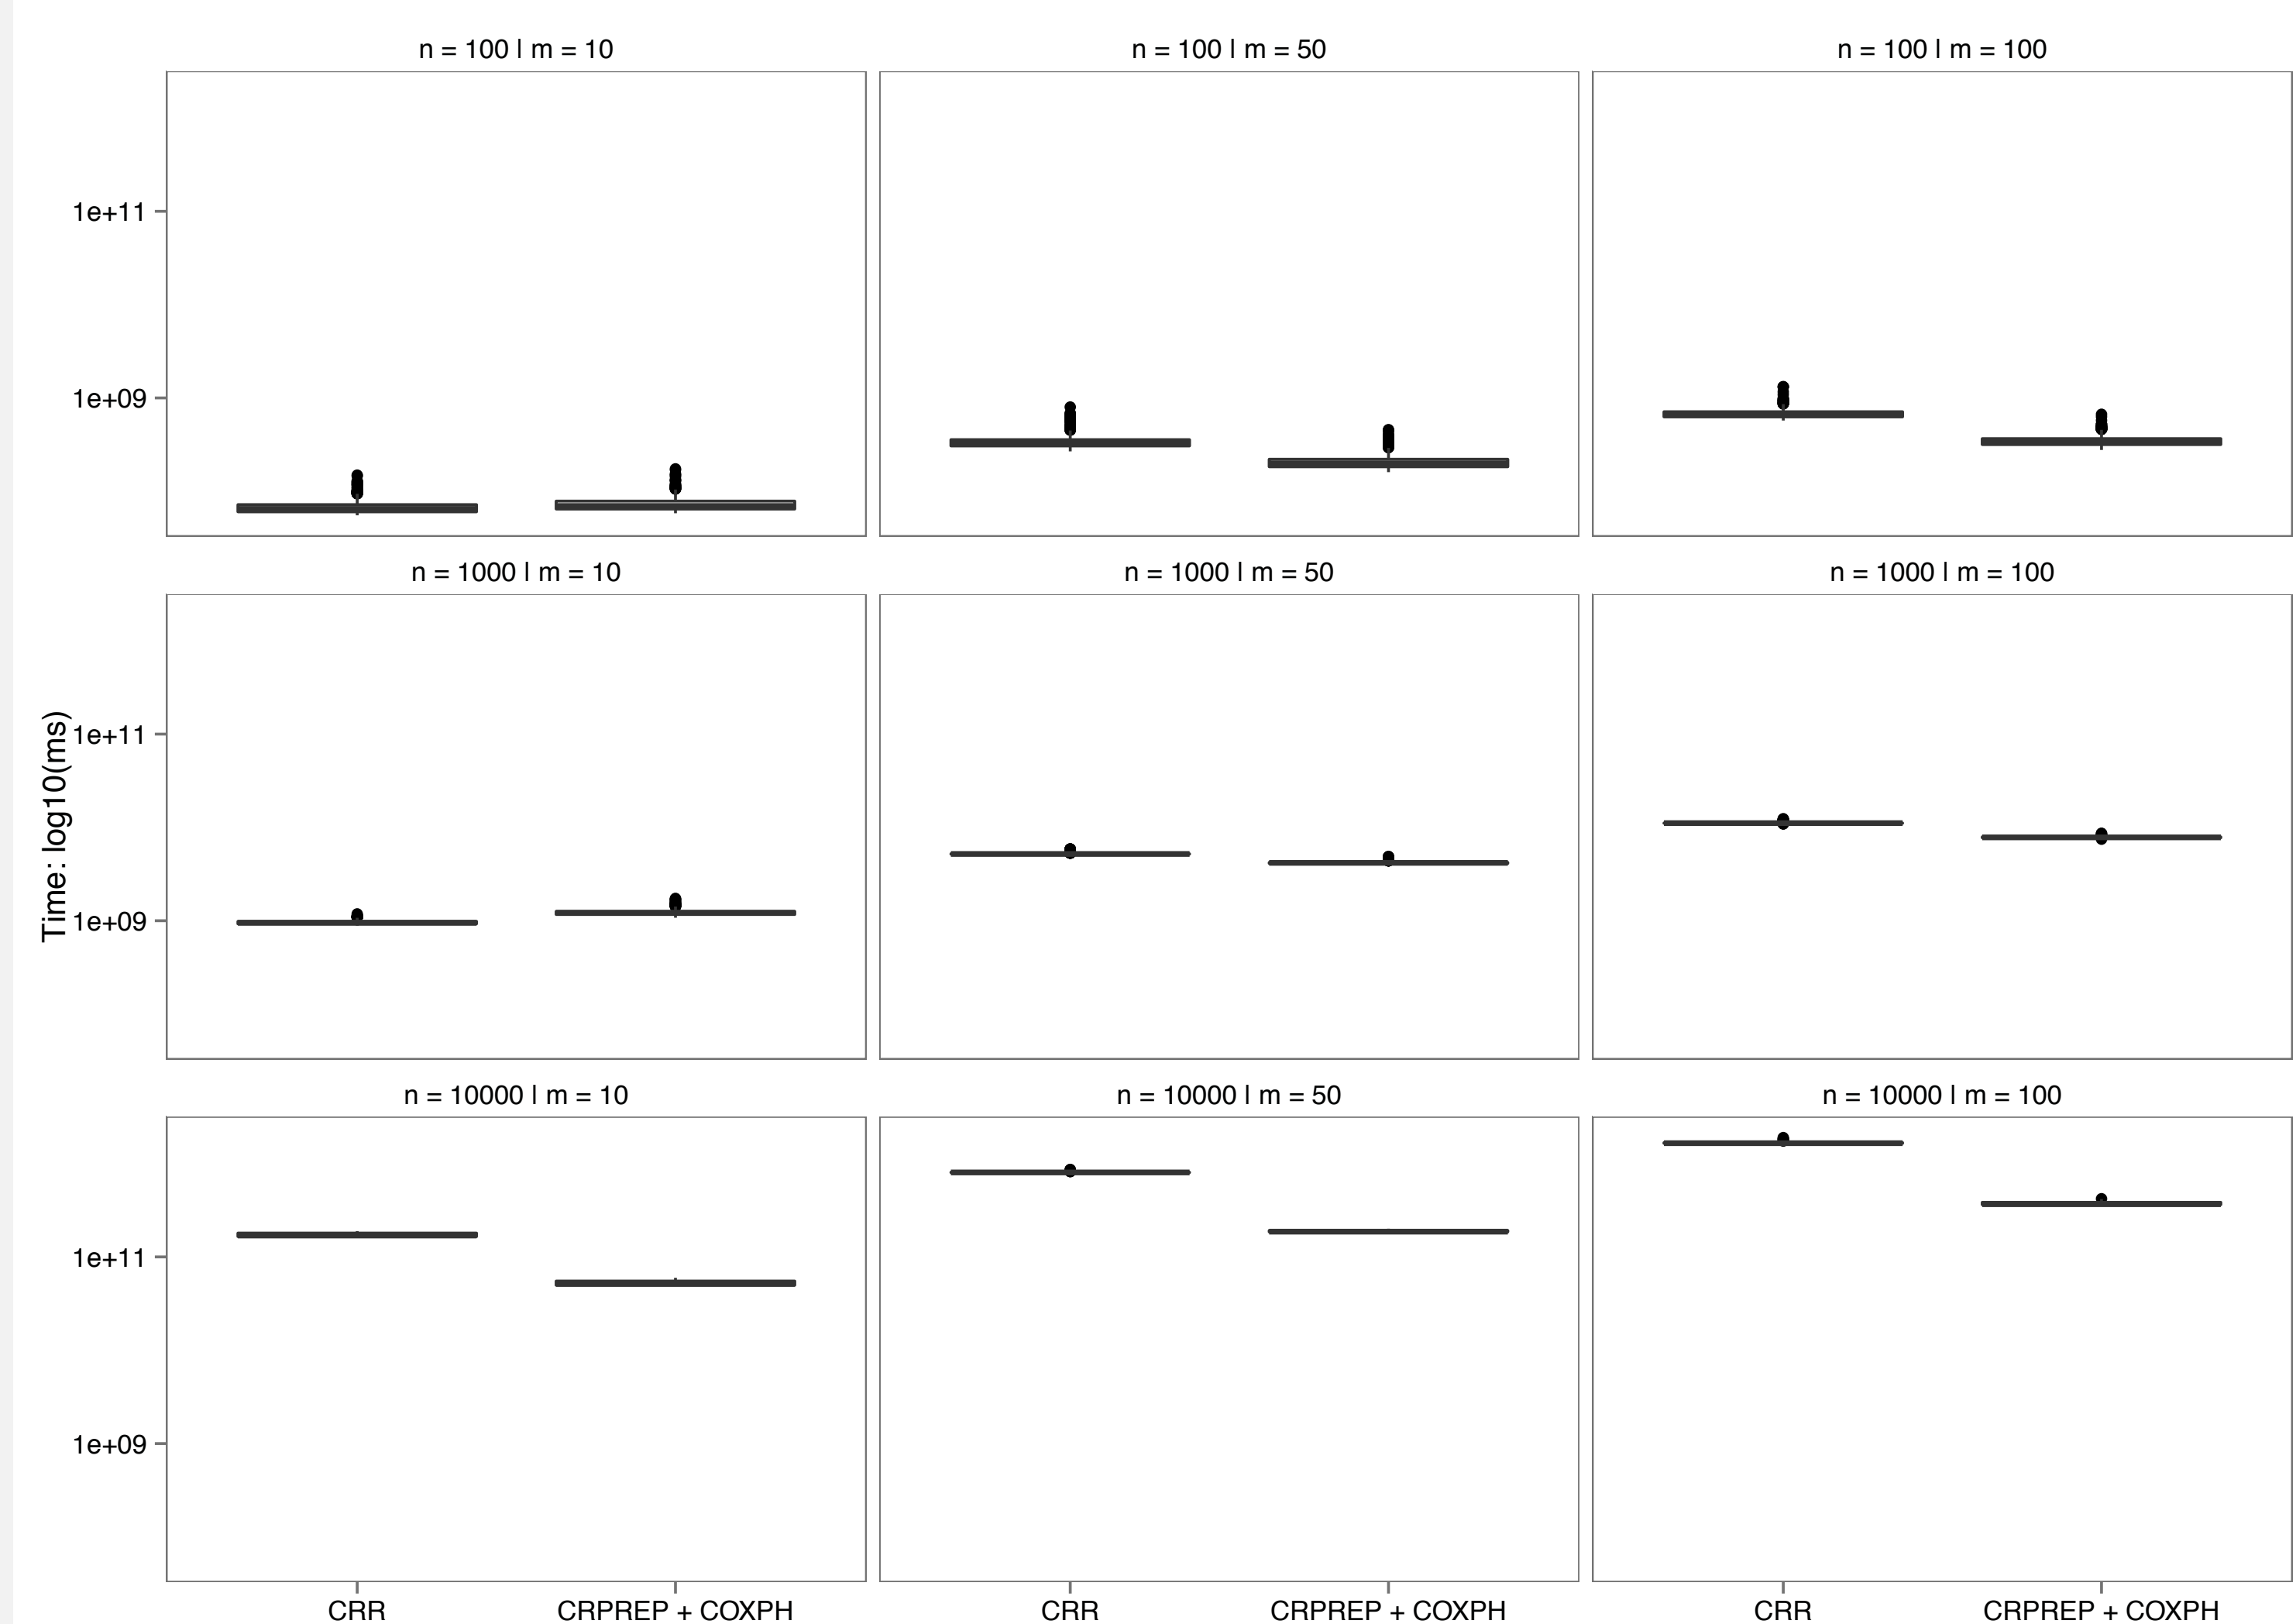 n = 100 | m = 10
n = 100 | m = 50
n = 100 | m = 100
1e+11
1e+09
n = 1000 | m = 10
n = 1000 | m = 50
n = 1000 | m = 100
Time: log10(ms)
1e+11
1e+09
n = 10000 | m = 10
n = 10000 | m = 50
n = 10000 | m = 100
1e+11
1e+09
CRR
CRPREP + COXPH
CRR
CRPREP + COXPH
CRR
CRPREP + COXPH